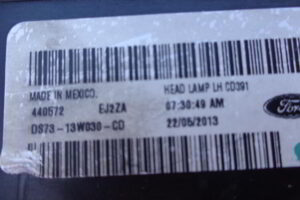 MADE IN MEXICO. HEAD LAMP LH CD391
440572 EJ2ZA 07:30:49 AM
DS73-13W030-CD 22/05/2013
Ford